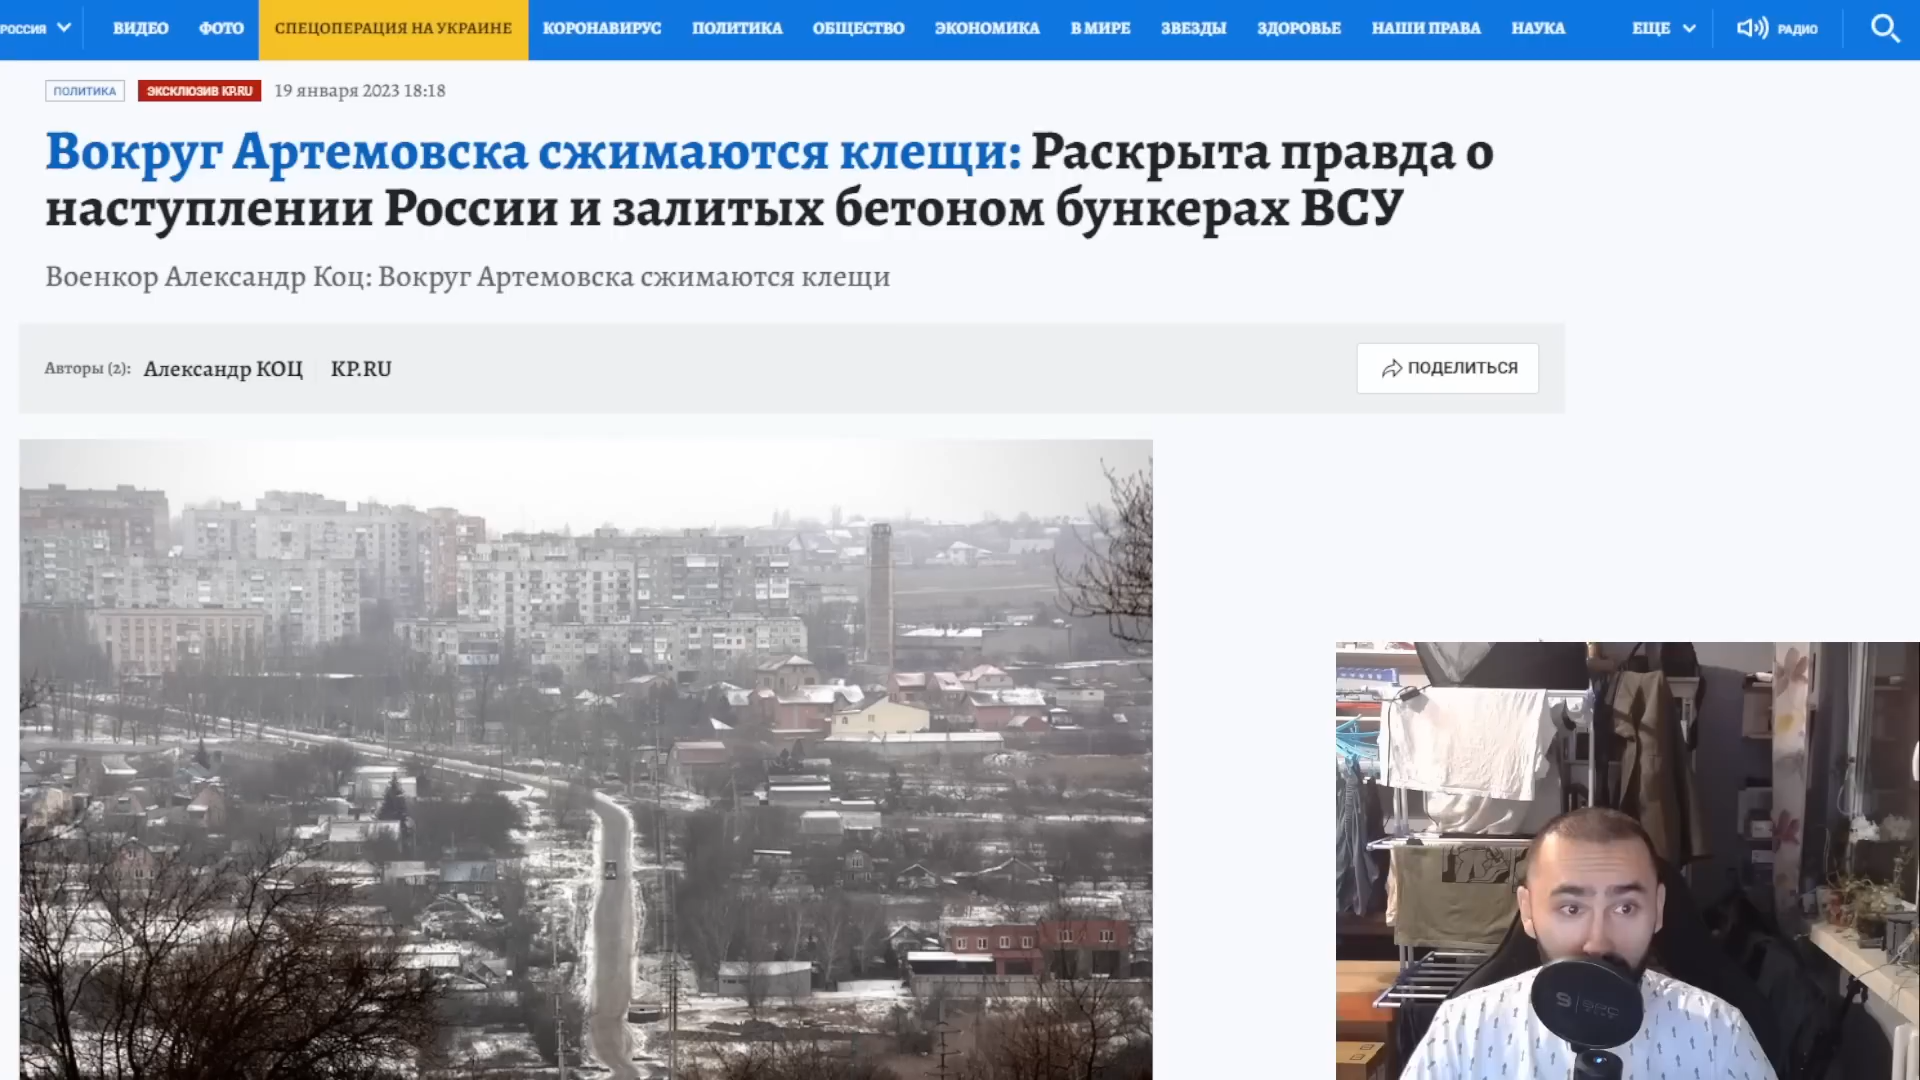 РОССИЯ ВИДЕО ФОТО СПЕЦОПЕРАЦИЯ НА УКРАИНЕ КОРОНАВИРУС ПОЛИТИКА ОБЩЕСТВО ЭКОНОМИКА В МИРЕ ЗВЕЗДЫ ЗДОРОВЬЕ НАШИ ПРАВА НАУКА ЕЩЕ РАДИО
ПОЛИТИКА ЭКСКЛЮЗИВ KP.RU 19 января 2023 18:18
Вокруг Артемовска сжимаются клещи: Раскрыта правда о
наступлении России и залитых бетоном бункерах ВСУ
Военкор Александр Коц: Вокруг Артемовска сжимаются клещи
Авторы (2): Александр КОЦ KP.RU
ПОДЕЛИТЬСЯ